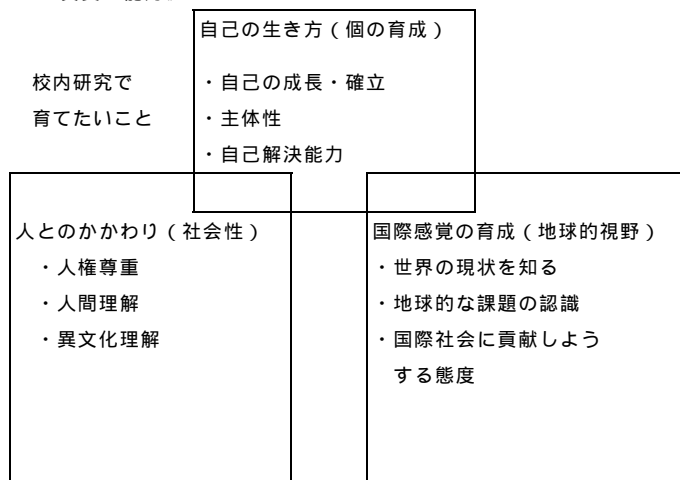 自己の生き方（個の育成）
校内研究で
育てたいこと
・自己の成長・確立
・主体性
・自己解決能力
人とのかかわり（社会性）
・人権尊重
・人間理解
・異文化理解
国際感覚の育成（地球的視野）
・世界の現状を知る
・地球的な課題の認識
・国際社会に貢献しよう
する態度